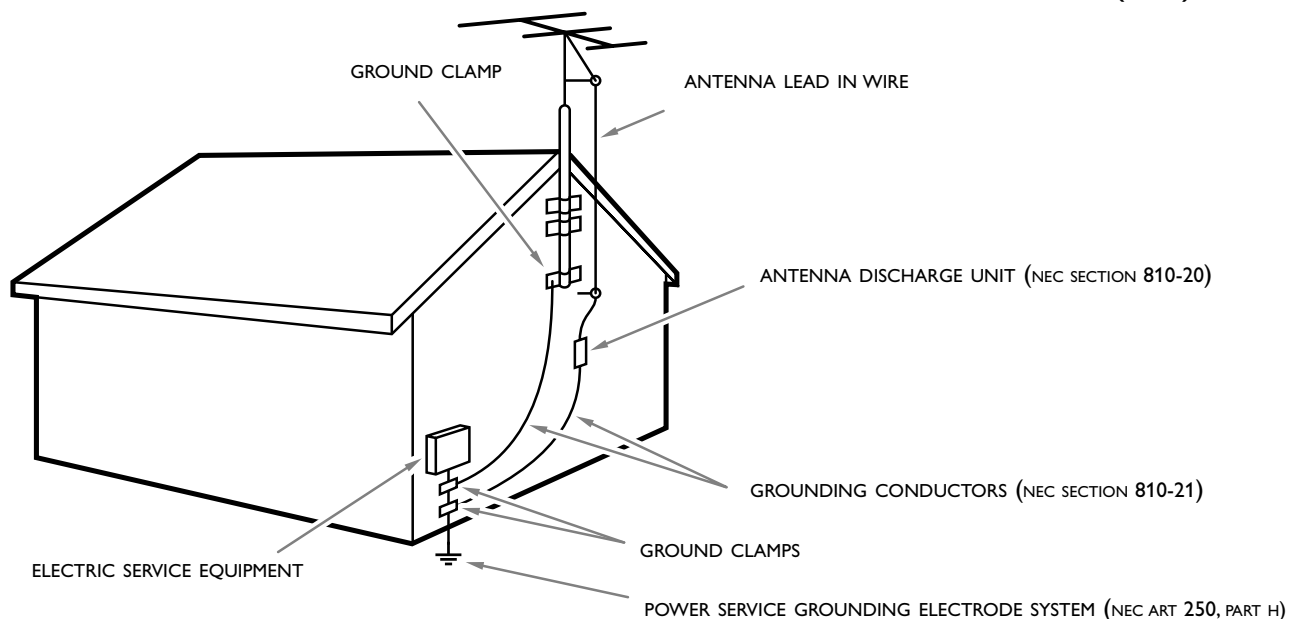 GROUND CLAMP
ANTENNA LEAD IN WIRE
ANTENNA DISCHARGE UNIT (NEC SECTION 810-20)
GROUNDING CONDUCTORS (NEC SECTION 810-21)
GROUND CLAMPS
ELECTRIC SERVICE EQUIPMENT
POWER SERVICE GROUNDING ELECTRODE SYSTEM (NEC ART 250, PART H)